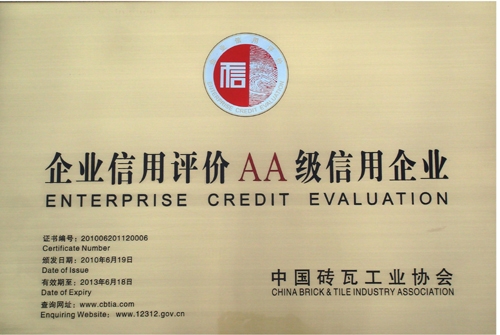 信
ENTERPRISE CREDIT EVALUATION
企业信用评价AA级信用企业
ENTERPRISE CREDIT EVALUATION
证书编号：201006201120006
Certificate Number
颁发日期：2010年6月19日
Date of Issue
有效期至：2013年6月18日
Date of Expiry
查询网址：www.cbtia.com
Enquiring Website：www.12312.gov.cn
中国砖瓦工业协会
CHINA BRICK & TILE INDUSTRY ASSOCIATION